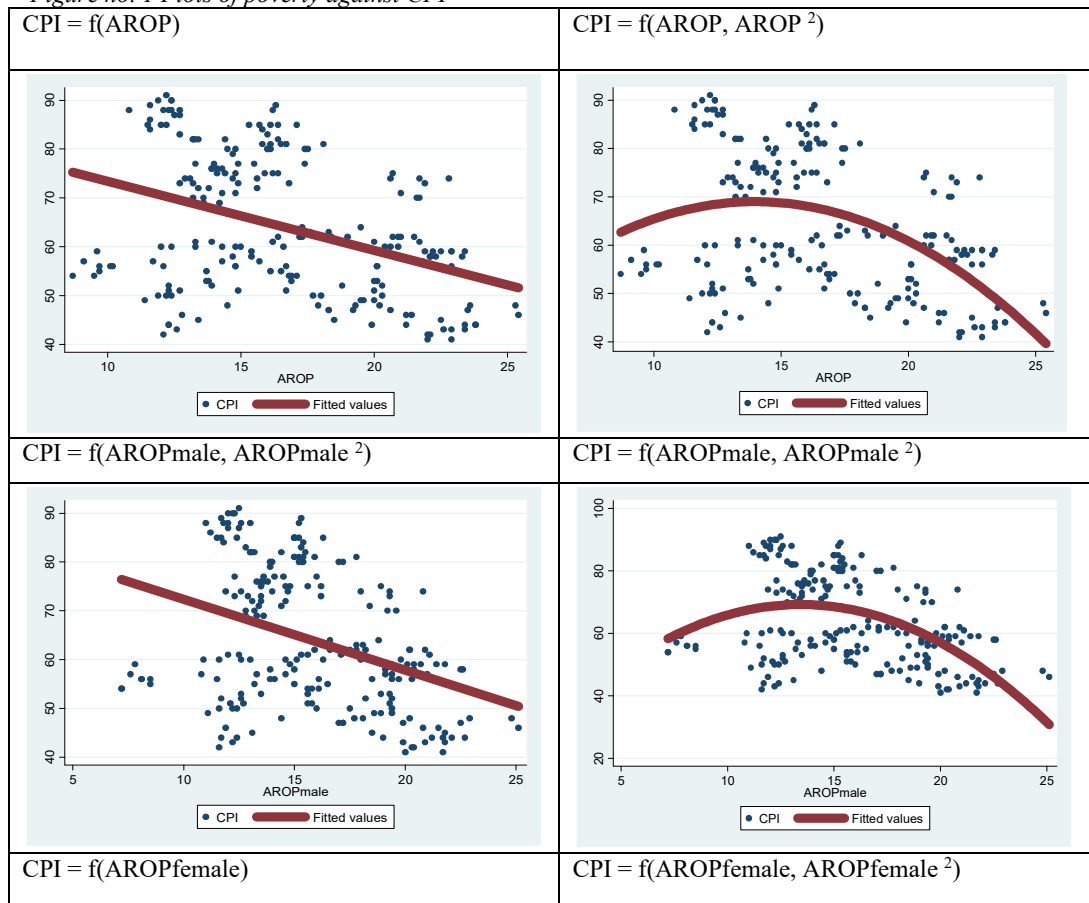 Figure no. 1 Plots of poverty against CPI
CPI = f(AROP)
CPI = f(AROP, AROP ²)
90
80
70
60
50
40
10
15
20
25
AROP
CPI
Fitted values
90
80
70
60
50
40
10
15
20
25
AROP
CPI
Fitted values
CPI = f(AROPmale, AROPmale ²)
CPI = f(AROPmale, AROPmale ²)
90
80
70
60
50
40
5
10
15
20
25
AROPmale
CPI
Fitted values
100
80
60
40
20
5
10
15
20
25
AROPmale
CPI
Fitted values
CPI = f(AROPfemale)
CPI = f(AROPfemale, AROPfemale ²)